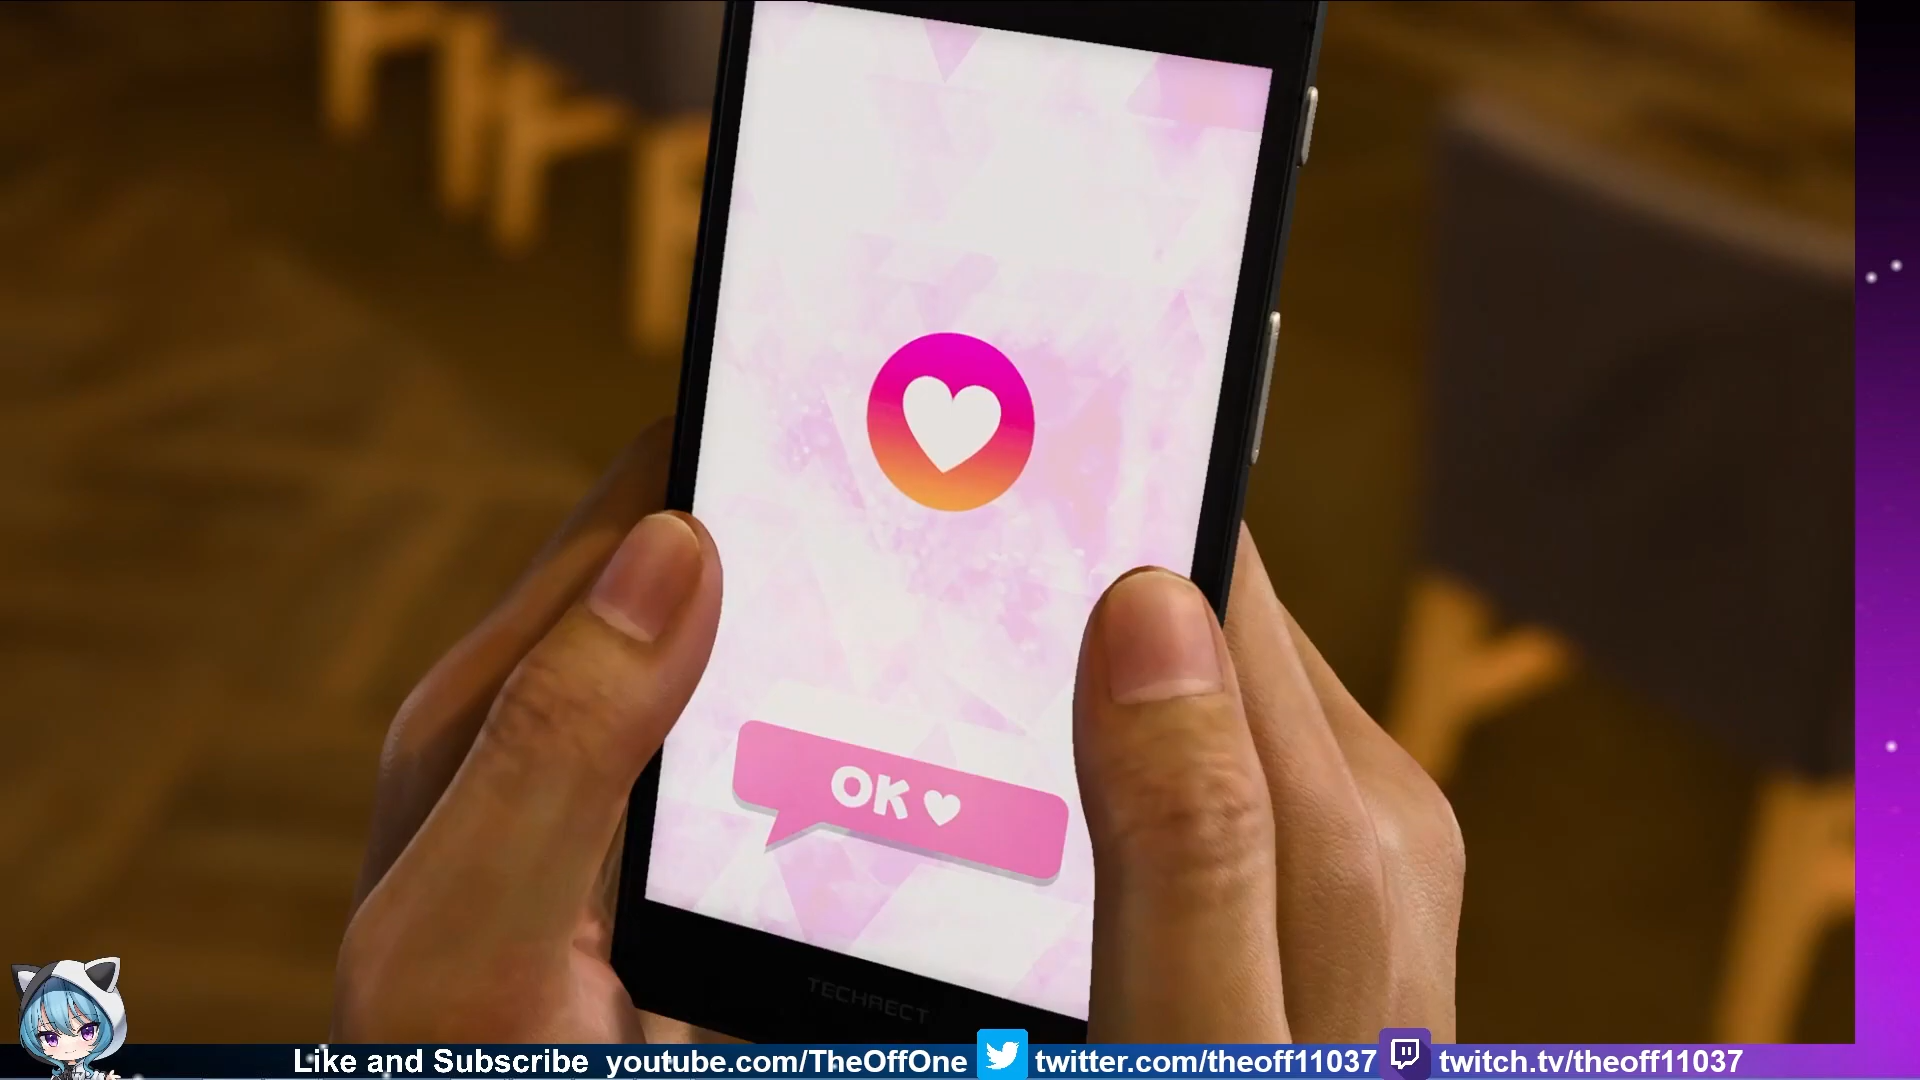 OK
TECHRECT
Like and Subscribe youtube.com/TheOffOne twitter.com/theoff11037 twitch.tv/theoff11037